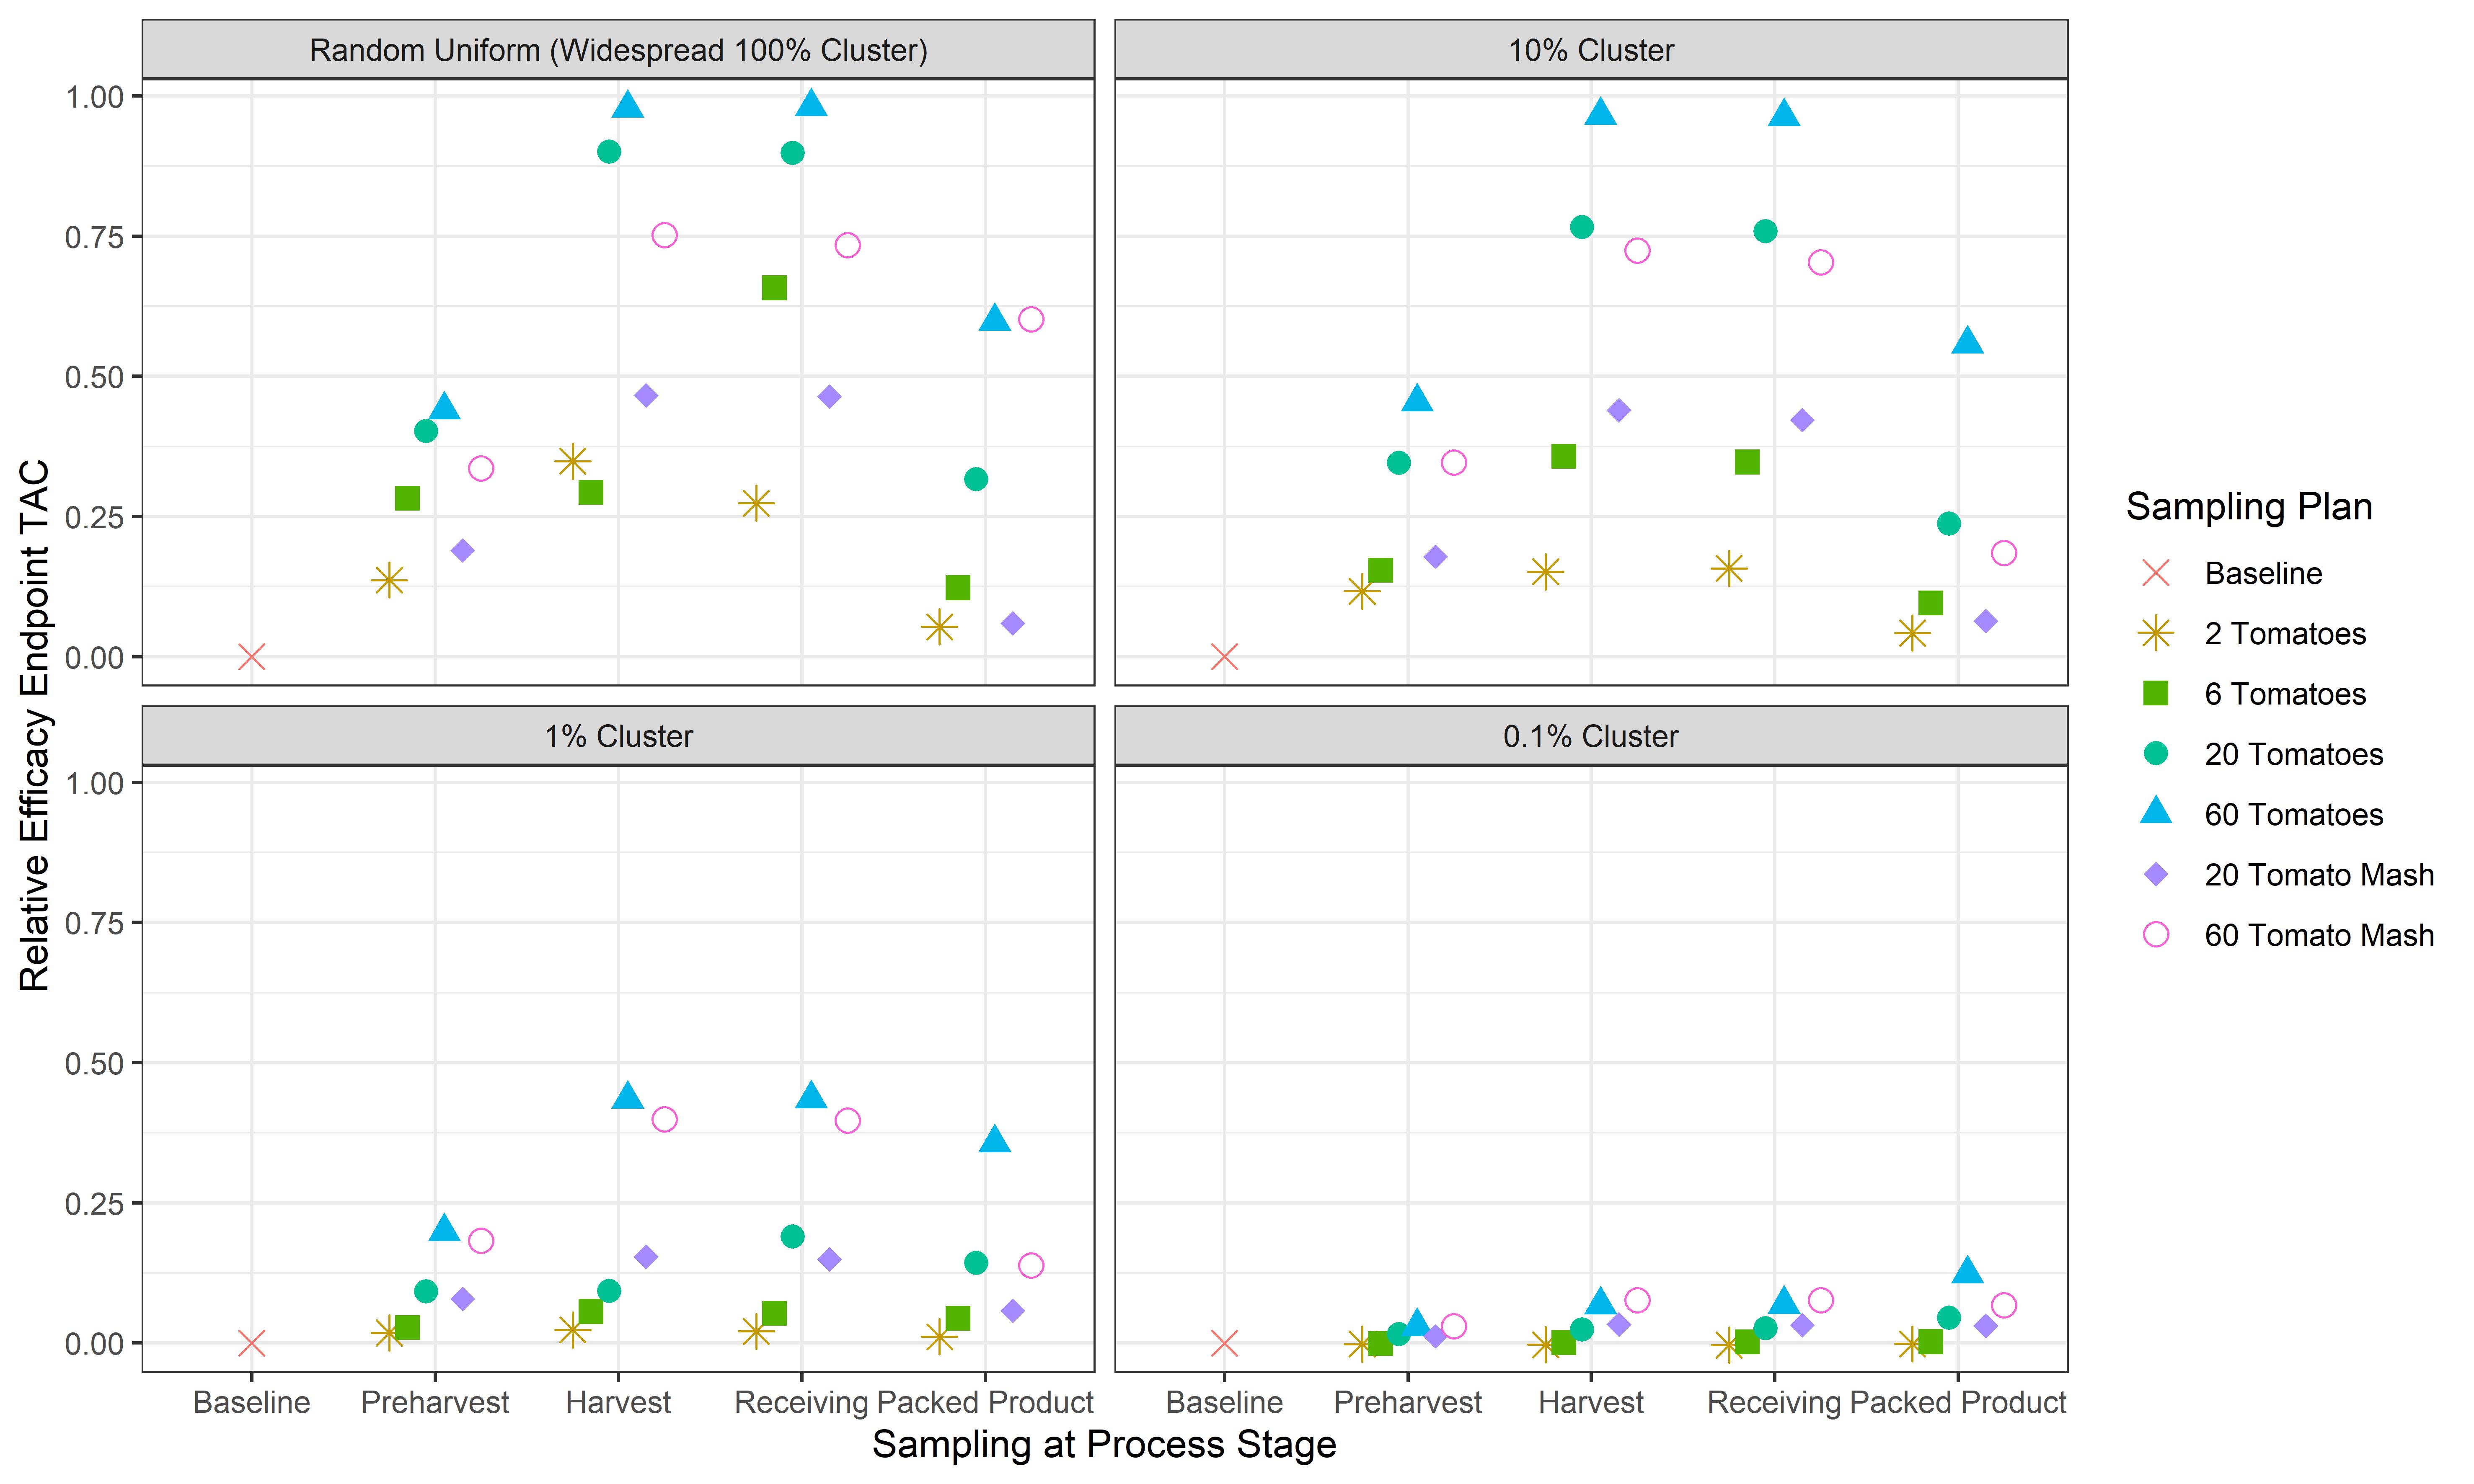 Random Uniform (Widespread 100% Cluster)
10% Cluster
1.00
0.75
0.50
0.25
0.00
1% Cluster
0.1% Cluster
1.00
0.75
0.50
0.25
0.00
Relative Efficacy Endpoint TAC
Baseline Preharvest Harvest Receiving Packed Product
Baseline Preharvest Harvest Receiving Packed Product
Sampling at Process Stage
Sampling Plan
Baseline
2 Tomatoes
6 Tomatoes
20 Tomatoes
60 Tomatoes
20 Tomato Mash
60 Tomato Mash